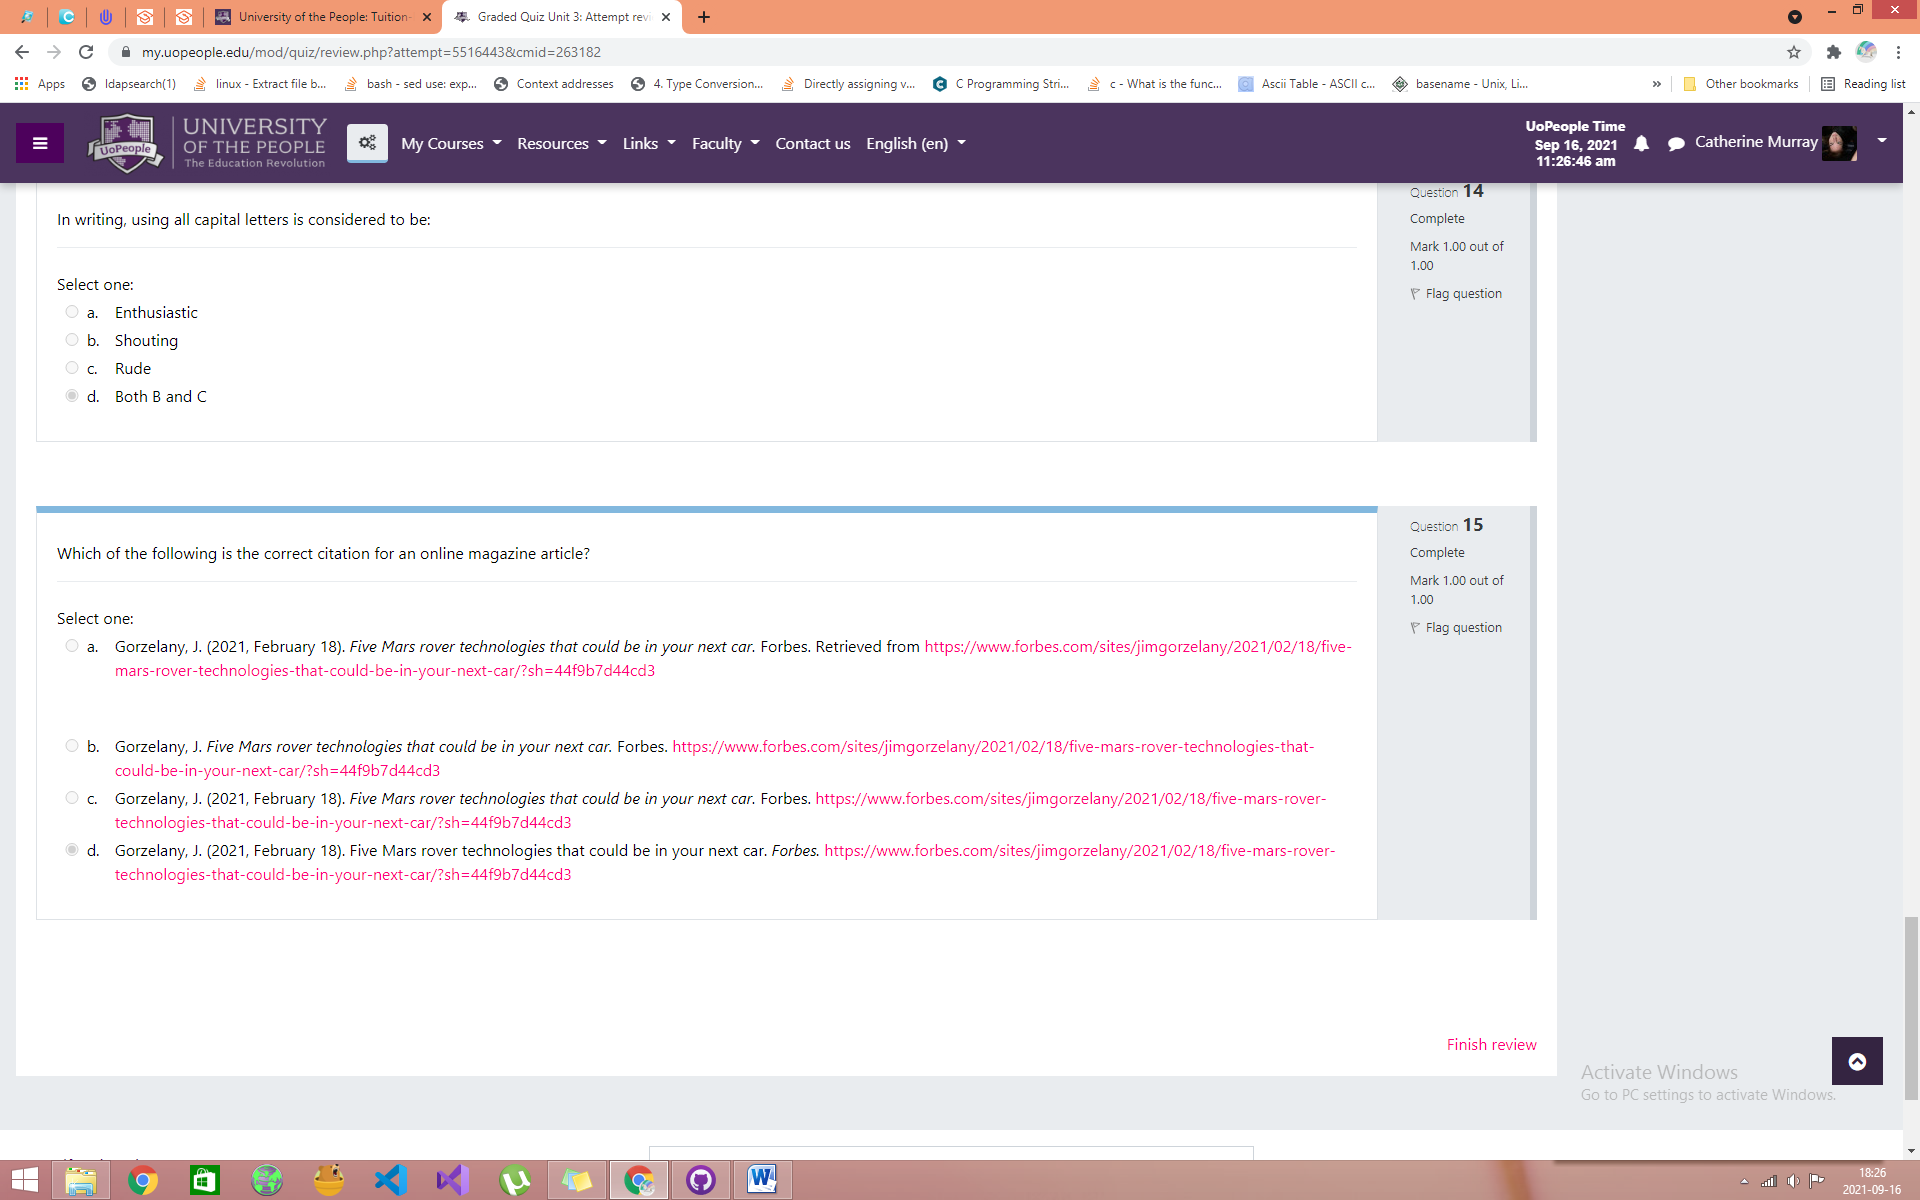 University of the People: Tuition-
Graded Quiz Unit 3: Attempt revi
my.uopeople.edu/mod/quiz/review.php?attempt=5516443&cmid=263182
Apps ldapsearch(1) linux - Extract file b... bash - sed use: exp... Context addresses 4. Type Conversion... Directly assigning v... C Programming Stri... c - What is the func... Ascii Table - ASCII c... basename - Unix, Li... » Other bookmarks Reading list
UoPeople
UNIVERSITY
OF THE PEOPLE
The Education Revolution
My Courses Resources Links Faculty Contact us English (en)
UoPeople Time
Sep 16, 2021
11:26:46 am
Catherine Murray
Question 14
Complete
Mark 1.00 out of
1.00
Flag question
In writing, using all capital letters is considered to be:
Select one:
a. Enthusiastic
b. Shouting
c. Rude
d. Both B and C
Question 15
Complete
Mark 1.00 out of
1.00
Flag question
Which of the following is the correct citation for an online magazine article?
Select one:
a. Gorzelany, J. (2021, February 18). Five Mars rover technologies that could be in your next car. Forbes. Retrieved from https://www.forbes.com/sites/jimgorzelany/2021/02/18/five-
mars-rover-technologies-that-could-be-in-your-next-car/?sh=44f9b7d44cd3
b. Gorzelany, J. Five Mars rover technologies that could be in your next car. Forbes. https://www.forbes.com/sites/jimgorzelany/2021/02/18/five-mars-rover-technologies-that-
could-be-in-your-next-car/?sh=44f9b7d44cd3
c. Gorzelany, J. (2021, February 18). Five Mars rover technologies that could be in your next car. Forbes. https://www.forbes.com/sites/jimgorzelany/2021/02/18/five-mars-rover-
technologies-that-could-be-in-your-next-car/?sh=44f9b7d44cd3
d. Gorzelany, J. (2021, February 18). Five Mars rover technologies that could be in your next car. Forbes. https://www.forbes.com/sites/jimgorzelany/2021/02/18/five-mars-rover-
technologies-that-could-be-in-your-next-car/?sh=44f9b7d44cd3
Finish review
Activate Windows
Go to PC settings to activate Windows.
18:26
2021-09-16